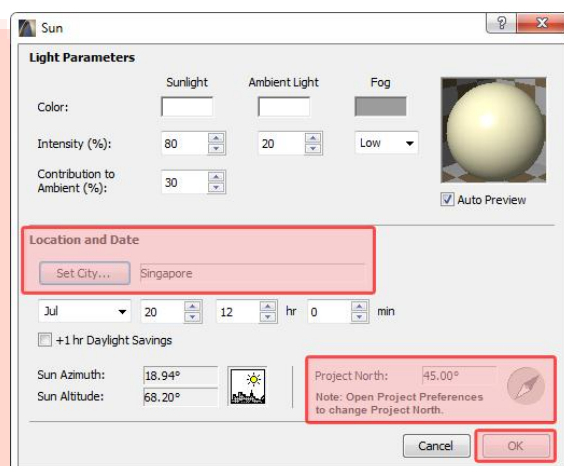 Sun
Light Parameters
Sunlight Ambient Light Fog
Color:
Intensity (%): 80 20 Low
Contribution to
Ambient (%): 30
Auto Preview
Location and Date
Set City... Singapore
Jul 20 12 hr 0 min
+1 hr Daylight Savings
Sun Azimuth: 18.94° Project North: 45.00°
Sun Altitude: 68.20° Note: Open Project Preferences
to change Project North.
Cancel OK